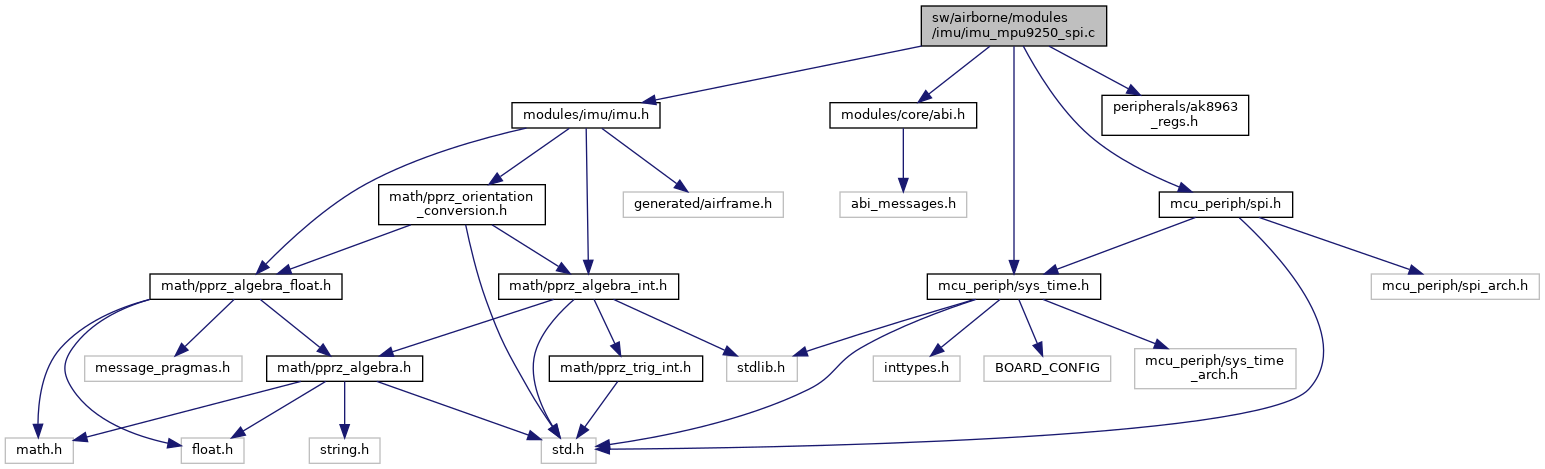 sw/airborne/modules
/imu/imu_mpu9250_spi.c
modules/imu/imu.h
modules/core/abi.h
peripherals/ak8963
_regs.h
math/pprz_orientation
_conversion.h
generated/airframe.h
abi_messages.h
mcu_periph/spi.h
math/pprz_algebra_float.h
math/pprz_algebra_int.h
mcu_periph/sys_time.h
mcu_periph/spi_arch.h
message_pragmas.h
math/pprz_algebra.h
math/pprz_trig_int.h
stdlib.h
inttypes.h
BOARD_CONFIG
mcu_periph/sys_time
_arch.h
math.h
float.h
string.h
std.h